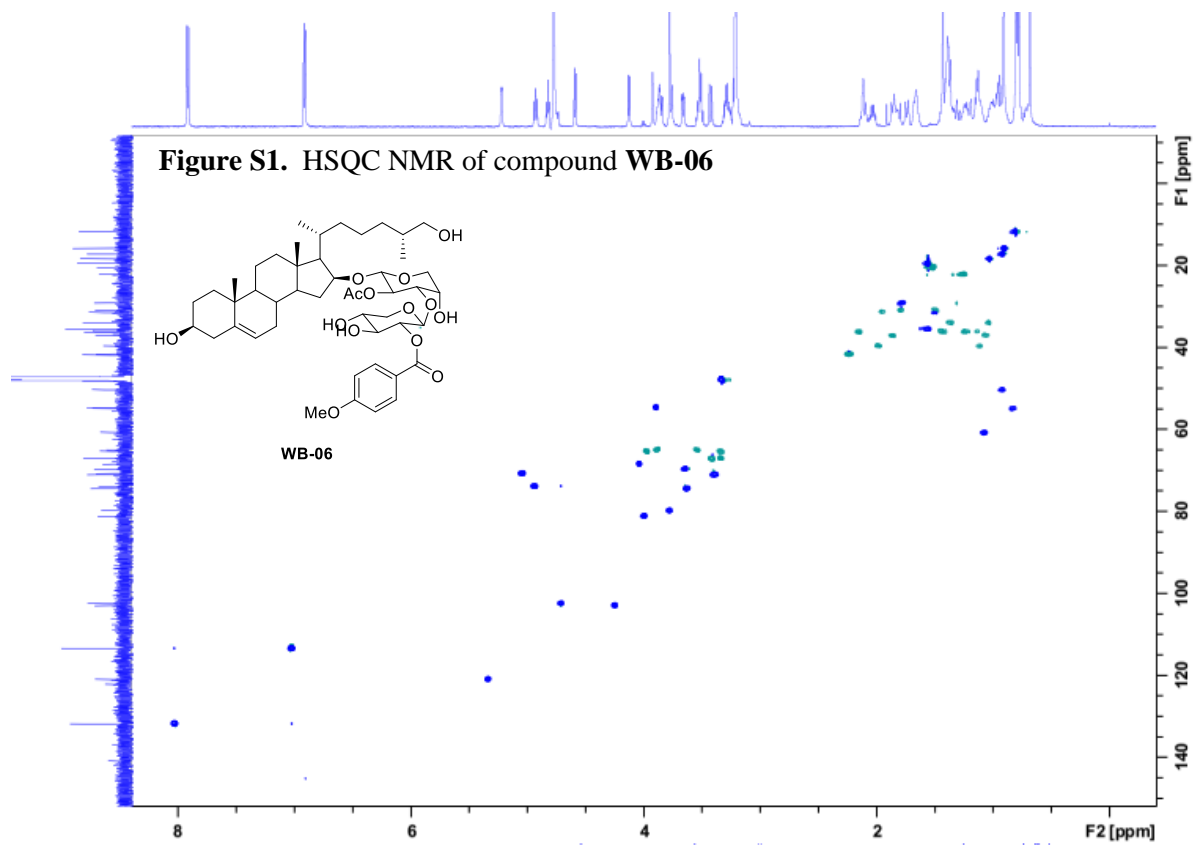 F1 [ppm]
Figure S1. HSQC NMR of compound WB-06
OH
O
O
AcO
HO
O
O
OH
HO
HO
O
O
MeO
WB-06
20
40
60
80
100
120
140
8
6
4
2
F2 [ppm]